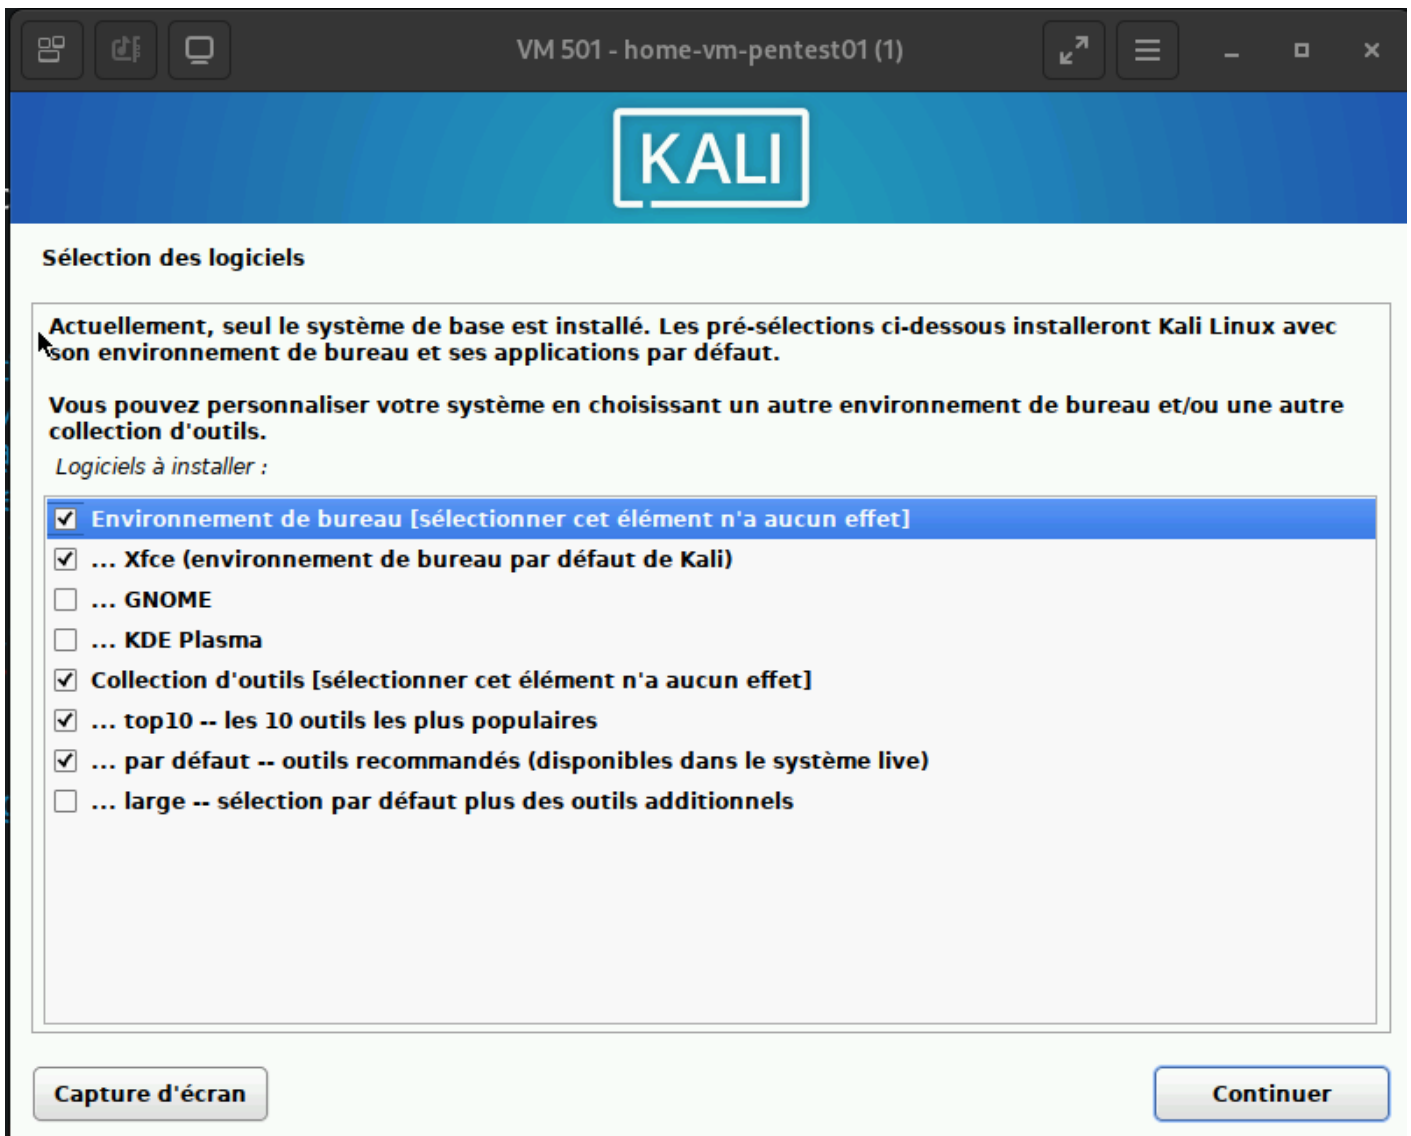 VM 501 - home-vm-pentest01 (1)
KALI
Sélection des logiciels
Actuellement, seul le système de base est installé. Les pré-sélections ci-dessous installeront Kali Linux avec
son environnement de bureau et ses applications par défaut.
Vous pouvez personnaliser votre système en choisissant un autre environnement de bureau et/ou une autre
collection d'outils.
Logiciels à installer :
Environnement de bureau [sélectionner cet élément n'a aucun effet]
... Xfce (environnement de bureau par défaut de Kali)
... GNOME
... KDE Plasma
Collection d'outils [sélectionner cet élément n'a aucun effet]
... top10 -- les 10 outils les plus populaires
... par défaut -- outils recommandés (disponibles dans le système live)
... large -- sélection par défaut plus des outils additionnels
Capture d'écran
Continuer